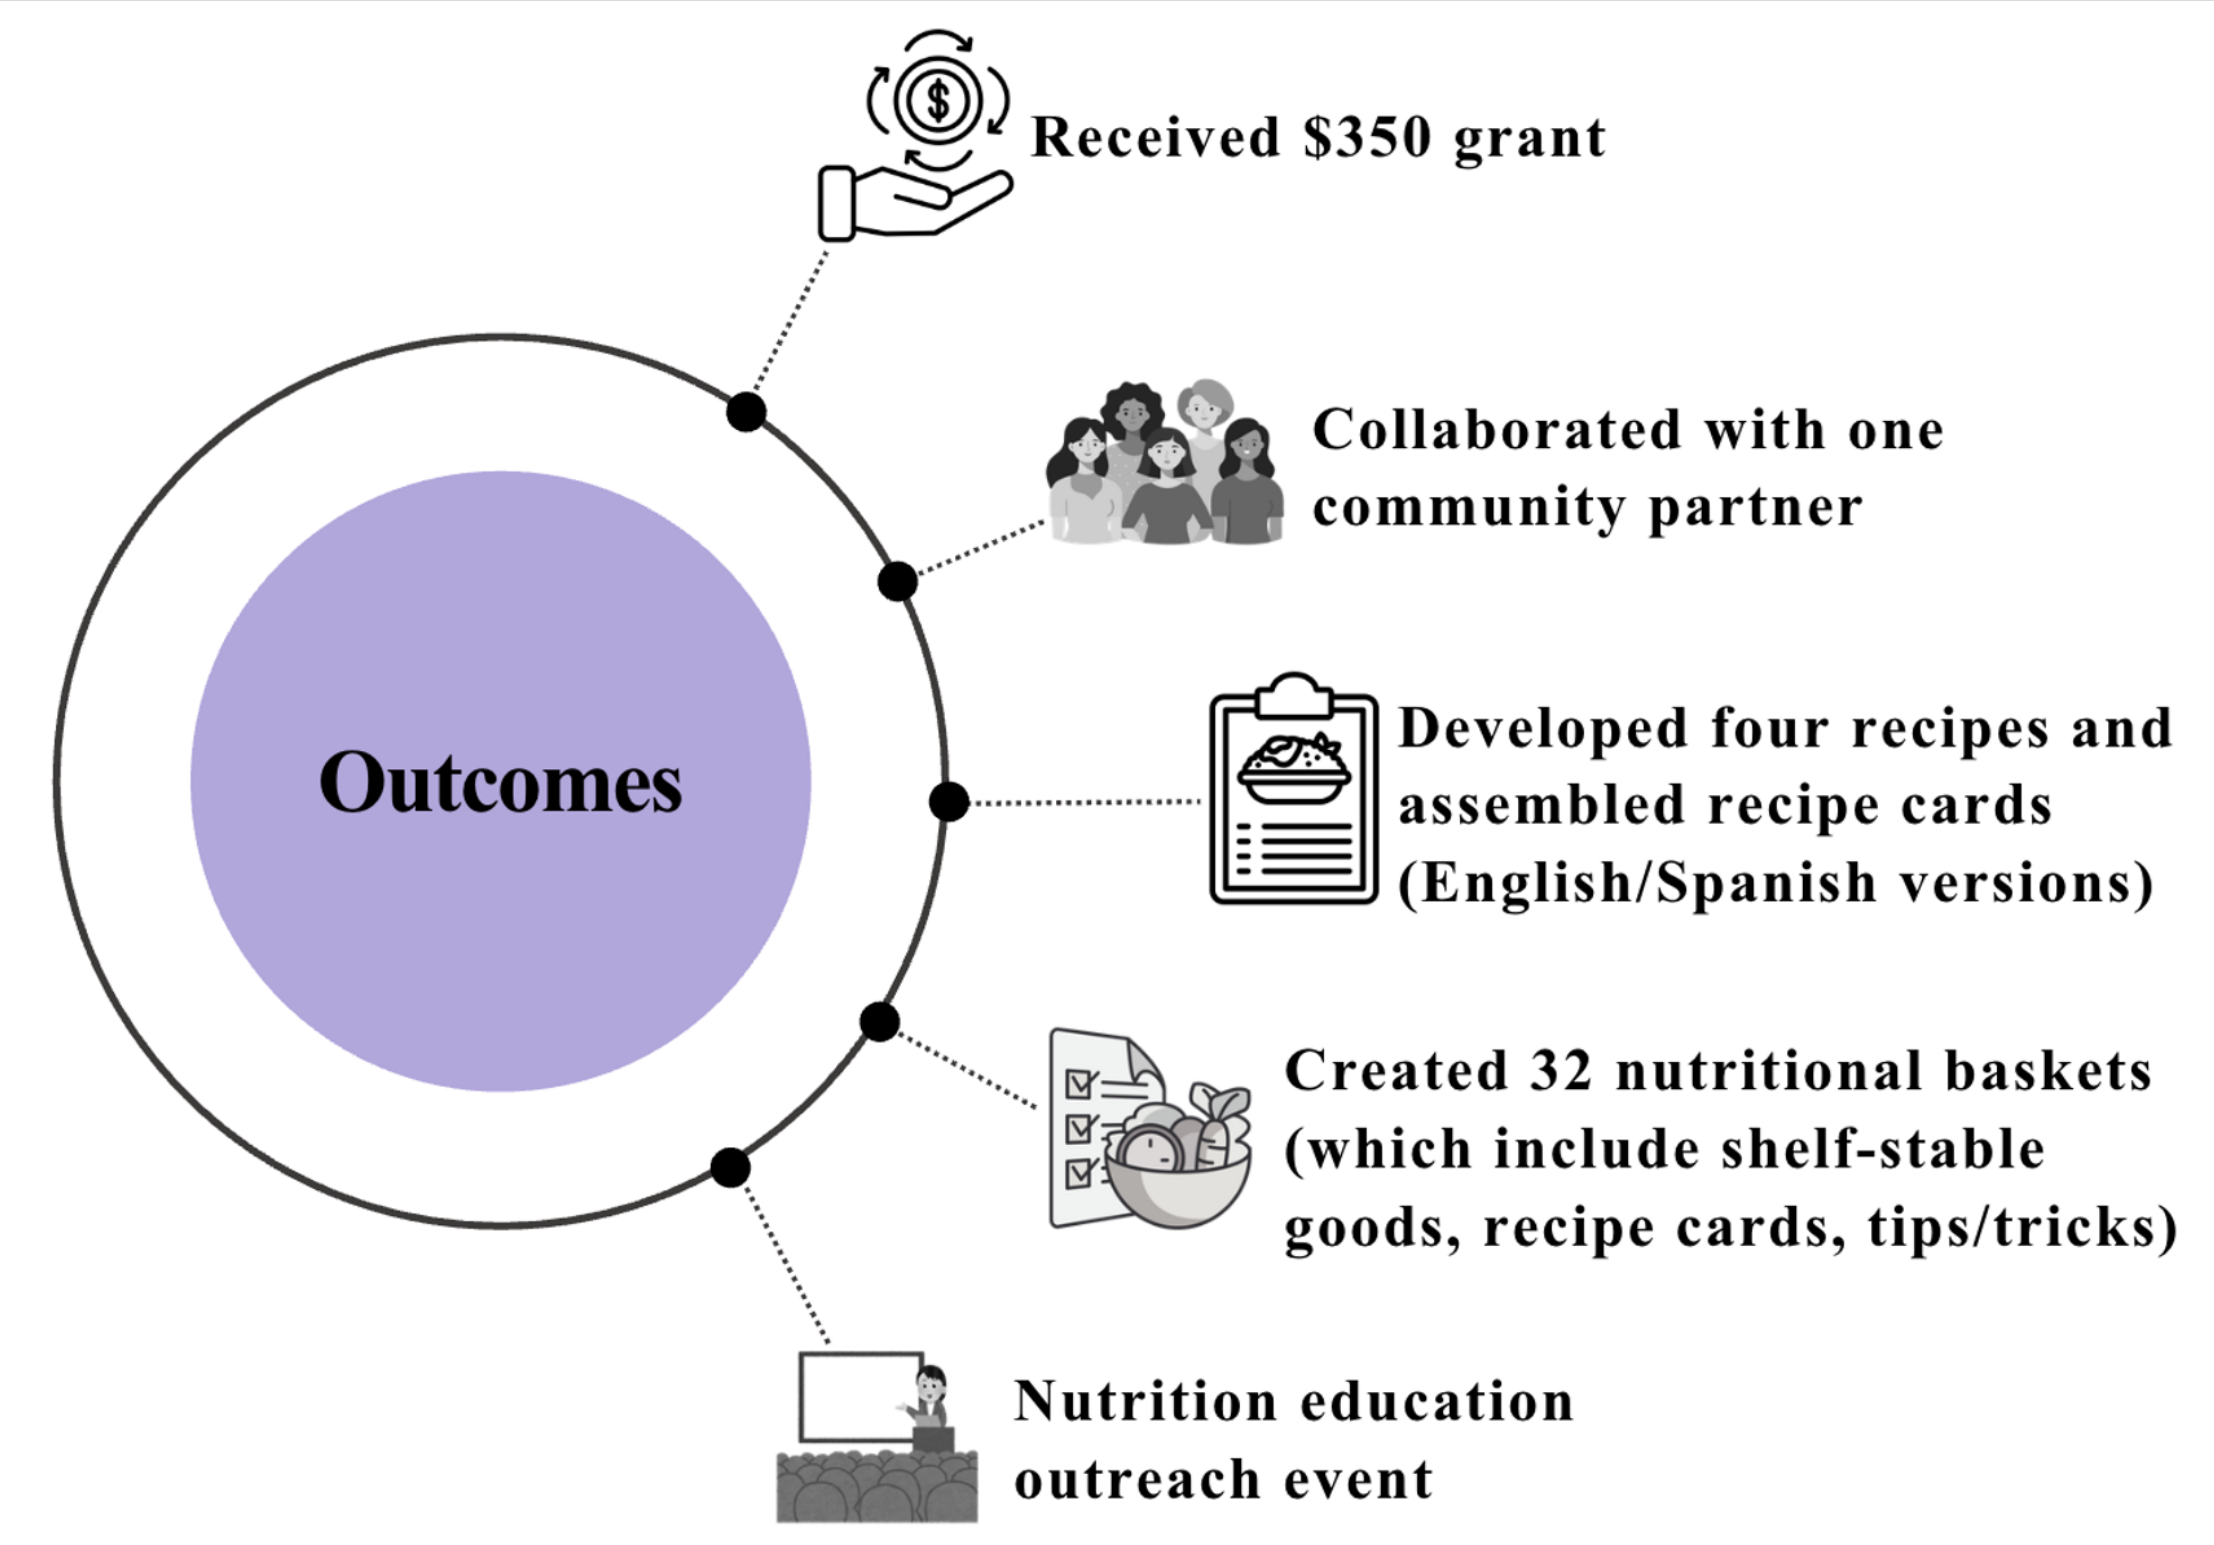 Received $350 grant
Collaborated with one
community partner
Outcomes
Developed four recipes and
assembled recipe cards
(English/Spanish versions)
Created 32 nutritional baskets
(which include shelf-stable
goods, recipe cards, tips/tricks)
Nutrition education
outreach event